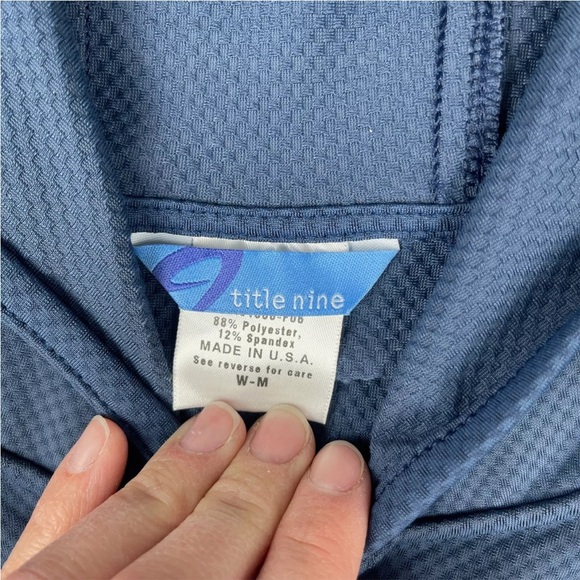 title nine
88% Polyester,
12% Spandex
MADE IN U.S.A.
See reverse for care
W-M